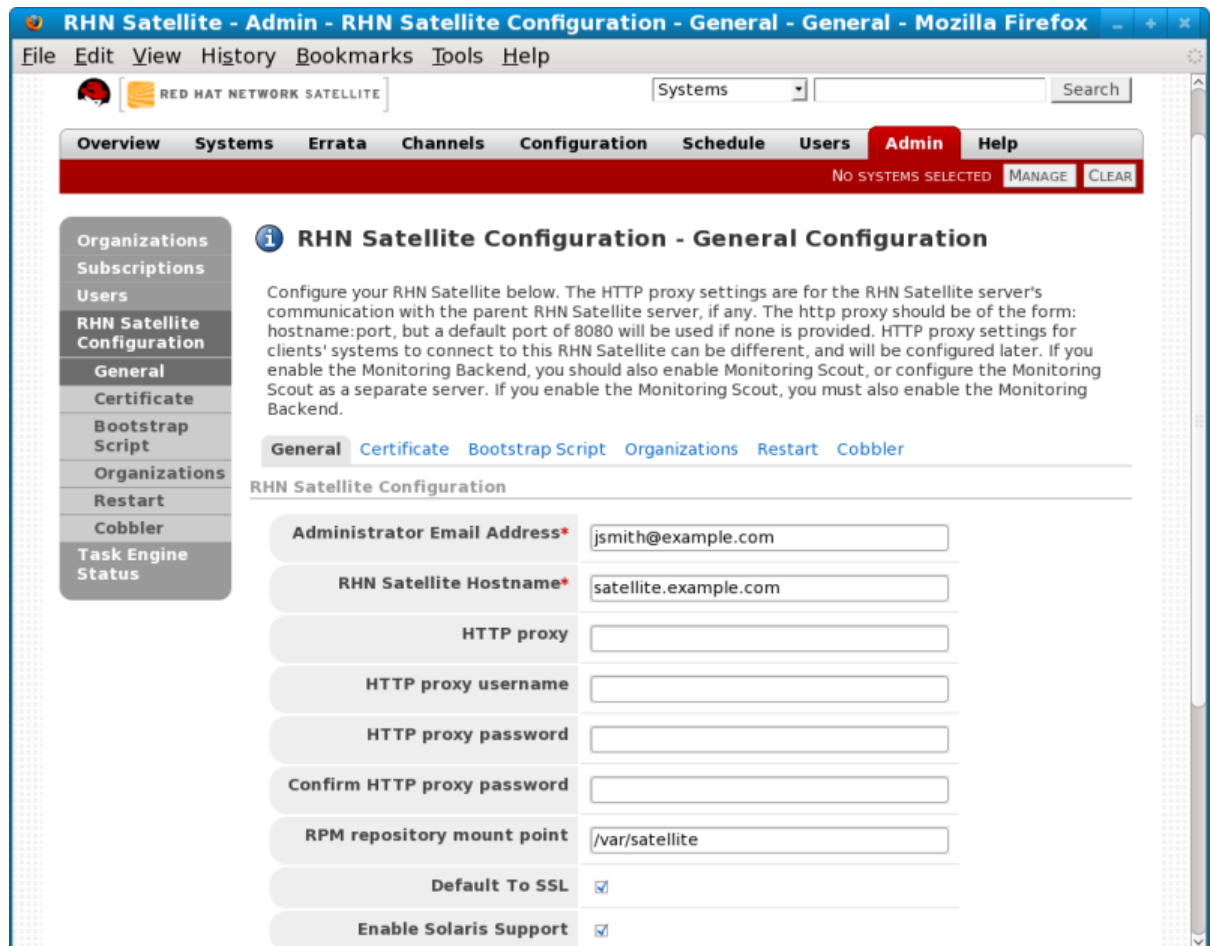 RHN Satellite - Admin - RHN Satellite Configuration - General - General - Mozilla Firefox
File Edit View History Bookmarks Tools Help
RED HAT NETWORK SATELLITE
Systems
Search
Overview Systems Errata Channels Configuration Schedule Users Admin Help
NO SYSTEMS SELECTED MANAGE CLEAR
Organizations
Subscriptions
Users
RHN Satellite
Configuration
General
Certificate
Bootstrap
Script
Organizations
Restart
Cobbler
Task Engine
Status
RHN Satellite Configuration - General Configuration
Configure your RHN Satellite below. The HTTP proxy settings are for the RHN Satellite server's
communication with the parent RHN Satellite server, if any. The http proxy should be of the form:
hostname:port, but a default port of 8080 will be used if none is provided. HTTP proxy settings for
clients' systems to connect to this RHN Satellite can be different, and will be configured later. If you
enable the Monitoring Backend, you should also enable Monitoring Scout, or configure the Monitoring
Scout as a separate server. If you enable the Monitoring Scout, you must also enable the Monitoring
Backend.
General Certificate Bootstrap Script Organizations Restart Cobbler
RHN Satellite Configuration
Administrator Email Address* jsmith@example.com
RHN Satellite Hostname* satellite.example.com
HTTP proxy
HTTP proxy username
HTTP proxy password
Confirm HTTP proxy password
RPM repository mount point /var/satellite
Default To SSL
Enable Solaris Support